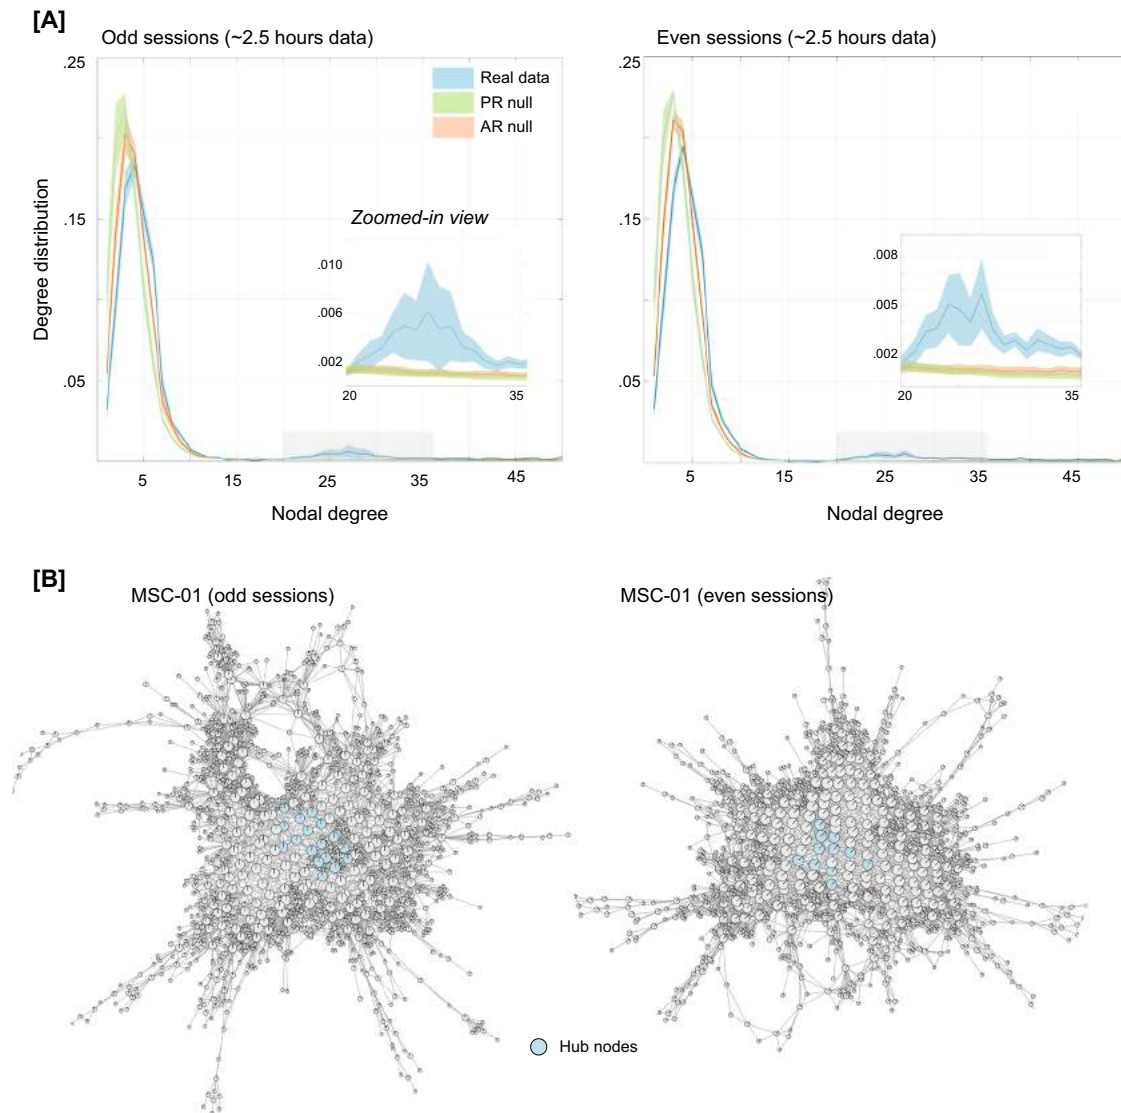 [A]
Odd sessions (~2.5 hours data)
Even sessions (~2.5 hours data)
.25
Real data
PR null
AR null
.15
.05
Degree distribution
Zoomed-in view
.010
.006
.002
20
35
5
15
25
35
45
Nodal degree
.25
.15
.05
.008
.005
.002
20
35
5
15
25
35
45
Nodal degree
[B]
MSC-01 (odd sessions)
MSC-01 (even sessions)
Hub nodes